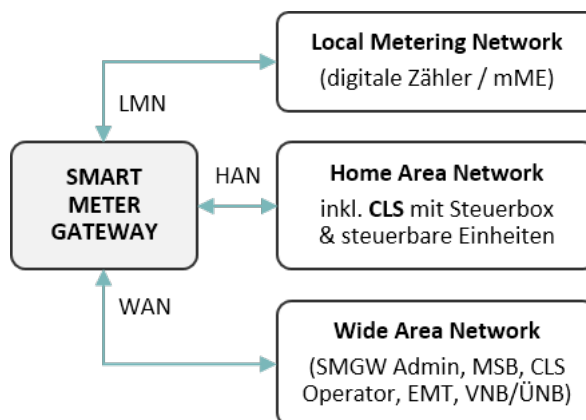 Local Metering Network
(digitale Zähler / mME)
LMN
SMART
METER
GATEWAY
HAN
Home Area Network
inkl. CLS mit Steuerbox
& steuerbare Einheiten
WAN
Wide Area Network
(SMGW Admin, MSB, CLS
Operator, EMT, VNB/ÜNB)